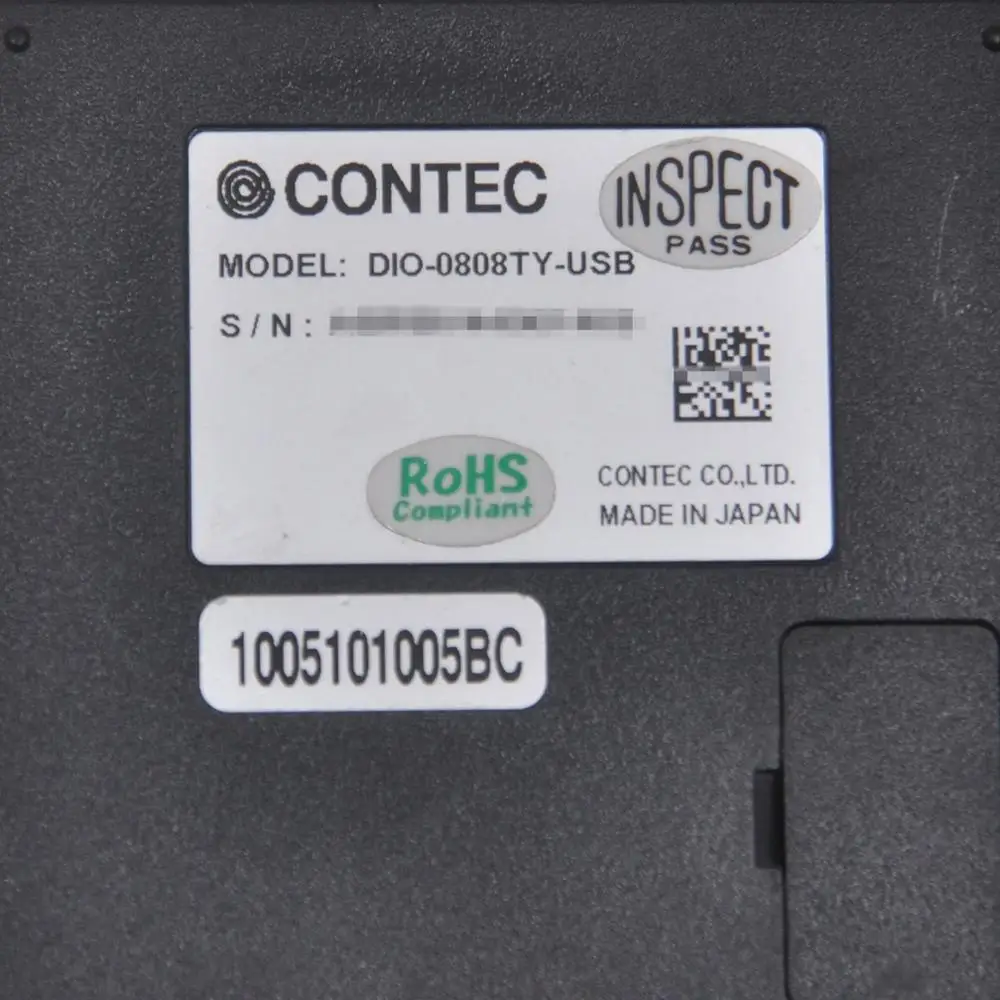 CONTEC
INSPECT
PASS
MODEL: DIO-0808TY-USB
S/N:
RoHS
Compliant
CONTEC CO.,LTD.
MADE IN JAPAN
1005101005BC